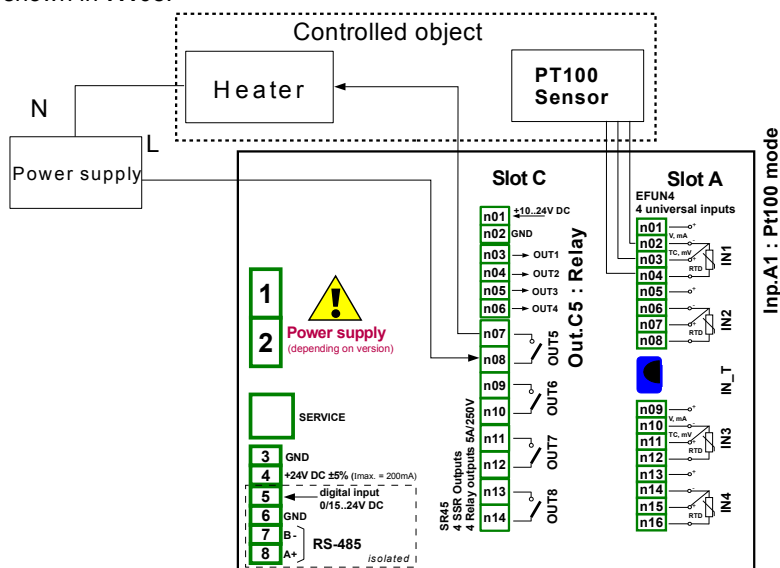 Controlled object
Heater
PT100
Sensor
N
L
Power supply
Slot C
Slot A
EFUN4
4 universal inputs
n01
+10..24V DC
n02
GND
n03
OUT1
n04
OUT2
n05
OUT3
n06
OUT4
n07
n08
OUT5
n09
n10
OUT6
n11
n12
OUT7
n13
n14
OUT8
Out.C5 : Relay
SR45
4 SSR Outputs
4 Relay outputs 5A/250V
n01
+
V, mA
n02
-
TC, mV
n03
+
RTD
n04
IN1
n05
+
n06
-
n07
+
RTD
n08
IN2
IN_T
n09
+
V, mA
n10
-
TC, mV
n11
+
RTD
n12
IN3
n13
+
n14
-
n15
+
RTD
n16
IN4
Inp.A1 : Pt100 mode
1
2
Power supply
(depending on version)
SERVICE
3
GND
4
+24V DC ±5% (Imax. = 200mA)
5
digital input
0/15..24V DC
6
GND
7
B-
8
A+
RS-485
isolated